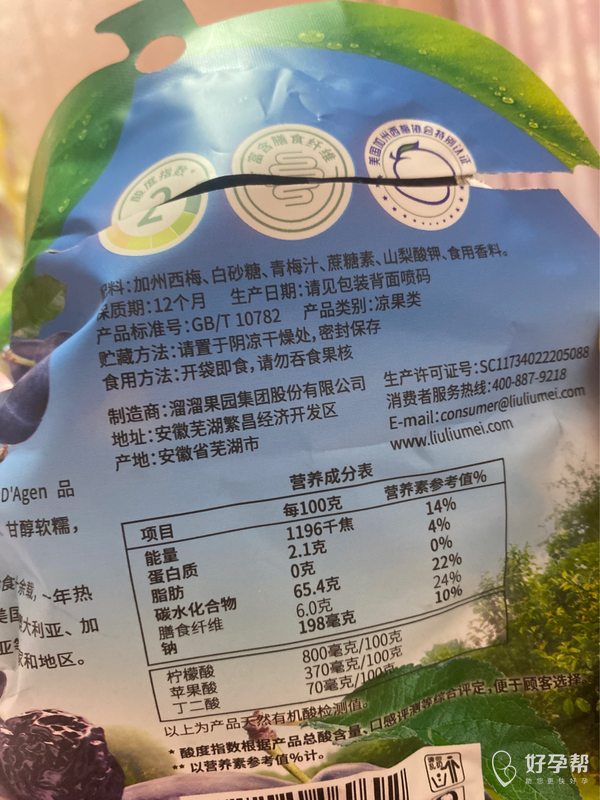 酸度指数*
2
富含膳食纤维
美国加州西梅协会特别认证
料:加州西梅、白砂糖、青梅汁、蔗糖素、山梨酸钾、食用香料。
质期:12个月 生产日期:请见包装背面喷码
产品标准号:GB/T 10782 产品类别:凉果类
贮藏方法:请置于阴凉干燥处,密封保存
食用方法:开袋即食,请勿吞食果核
制造商:溜溜果园集团股份有限公司
地址:安徽芜湖繁昌经济开发区
产地:安徽省芜湖市
生产许可证号:SC11734022205088
消费者服务热线:400-887-9218
E-mail:consumer@liuliumei.com
www.liuliumei.com
D'Agen 品
甘醇软糯,
年热
大利亚、加
和地区。
营养成分表
项目 每100克 营养素参考值%
能量 1196千焦 14%
蛋白质 2.1克 4%
脂肪 0克 0%
碳水化合物 65.4克 22%
膳食纤维 6.0克 24%
钠 198毫克 10%
柠檬酸 800毫克/100克
苹果酸 370毫克/100克
丁二酸 70毫克/100克
以上为产品天然有机酸检测值。
* 酸度指数根据产品总酸含量、口感评测等综合评定,便于顾客选择。
** 以营养素参考值%计。
好孕帮
助您更快好孕